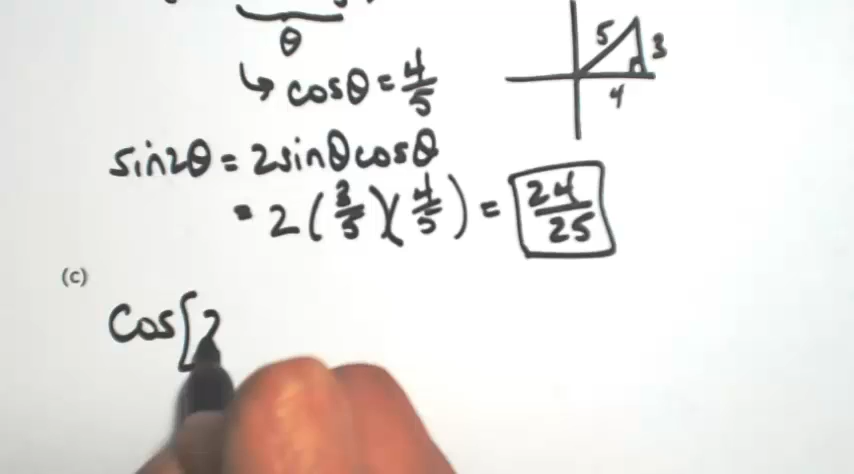 θ
5
3
4
↳ cosθ = 4/5
sin2θ = 2sinθcosθ
= 2(3/5)(4/5) = 24/25
(c)
Cos[2